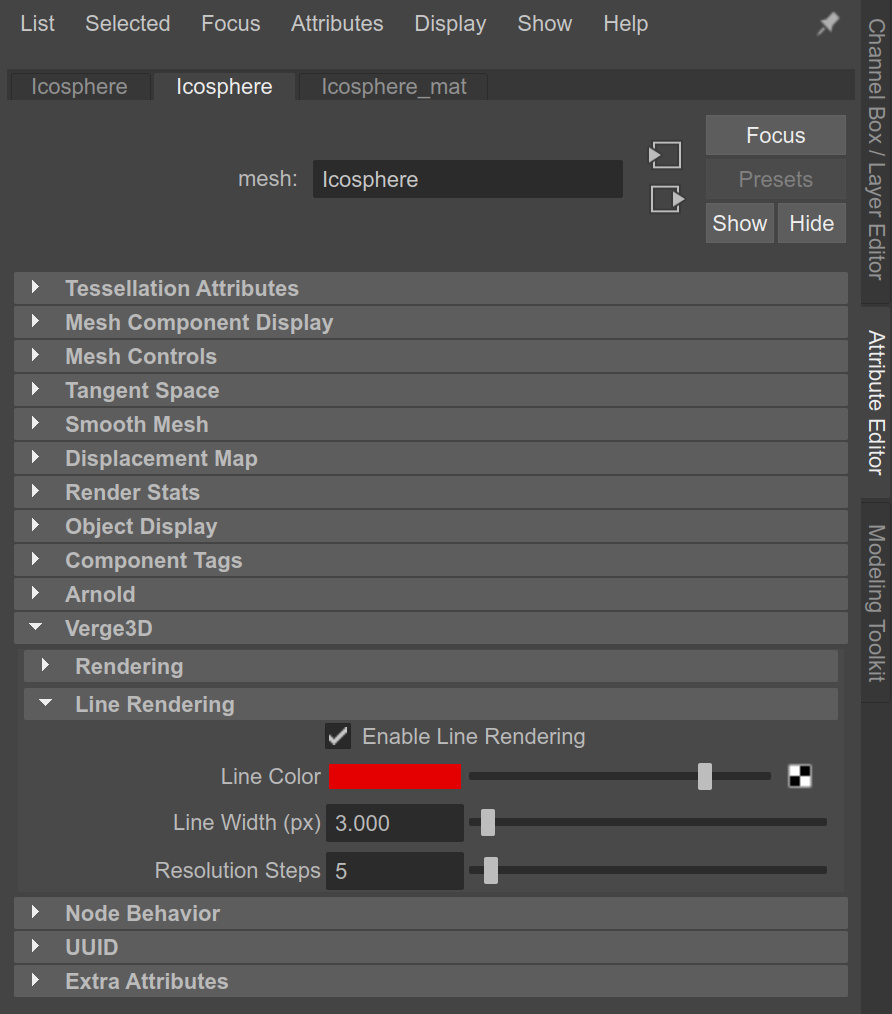 List Selected Focus Attributes Display Show Help
Icosphere Icosphere Icosphere_mat
Focus
mesh: Icosphere
Presets
Show Hide
Tessellation Attributes
Mesh Component Display
Mesh Controls
Tangent Space
Smooth Mesh
Displacement Map
Render Stats
Object Display
Component Tags
Arnold
Verge3D
Rendering
Line Rendering
Enable Line Rendering
Line Color
Line Width (px) 3.000
Resolution Steps 5
Node Behavior
UUID
Extra Attributes
Channel Box / Layer Editor
Attribute Editor
Modeling Toolkit